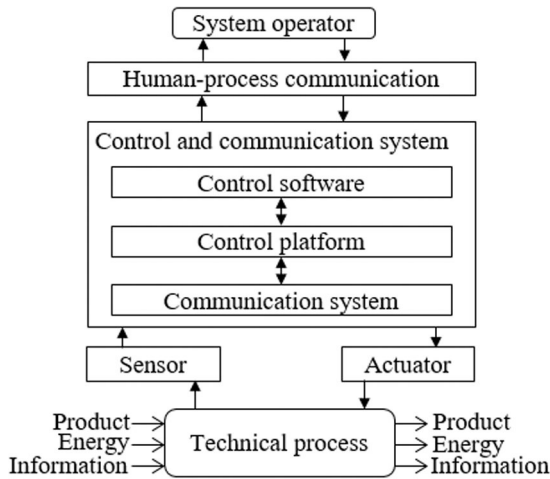 System operator
Human-process communication
Control and communication system
Control software
Control platform
Communication system
Sensor
Actuator
Product
Energy
Information
Technical process
Product
Energy
Information